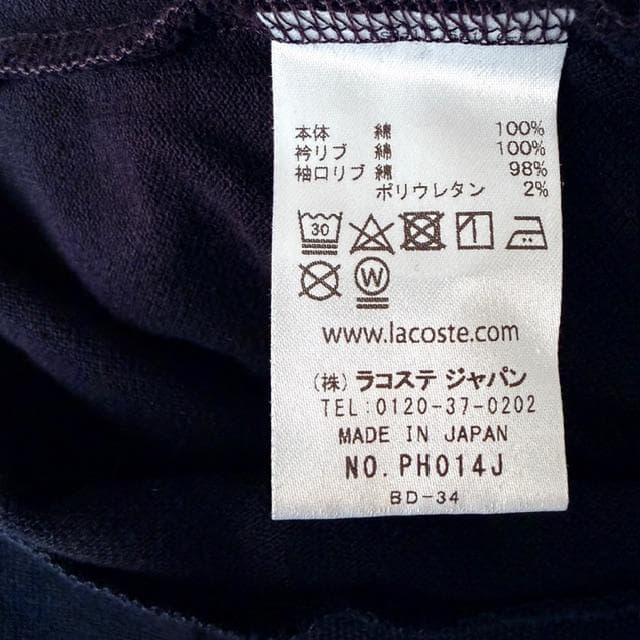 本体 綿 100%
衿リブ 綿 100%
袖口リブ 綿 98%
ポリウレタン 2%
30
W
www.lacoste.com
(株) ラコステ ジャパン
TEL:0120-37-0202
MADE IN JAPAN
NO. PH014J
BD-34